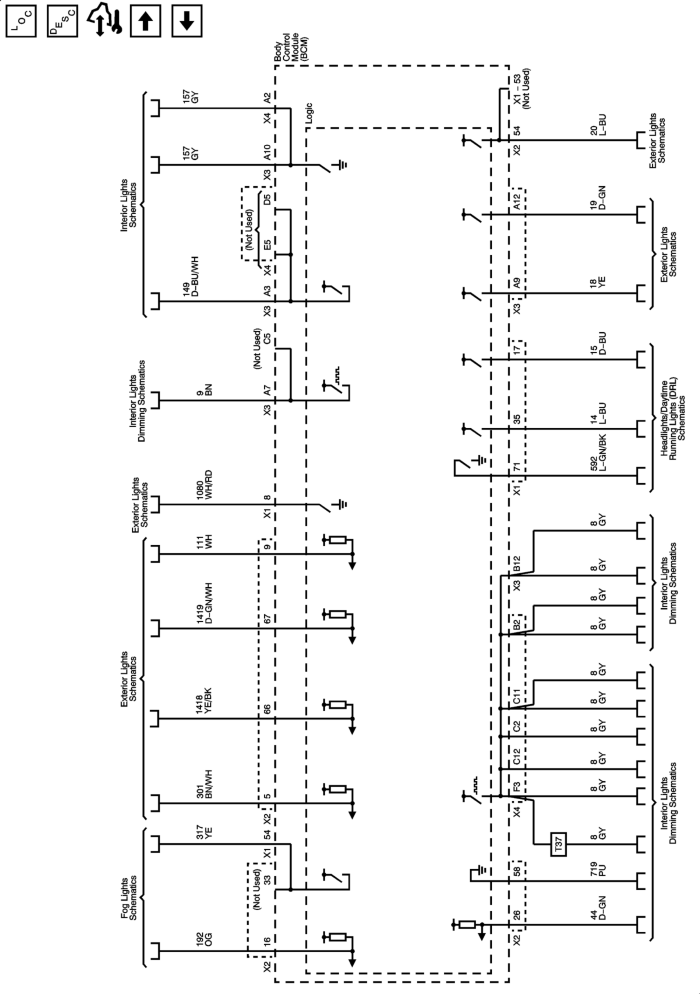 LOC
DESC
Body
Control
Module
(BCM)
Logic
Fog Lights
Schematics
Exterior Lights
Schematics
Exterior Lights
Schematics
Interior Lights
Dimming Schematics
Interior Lights
Schematics
192
OG
317
YE
301
BN/WH
1418
YE/BK
1419
D-GN/WH
111
WH
1080
WH/RD
9
BN
149
D-BU/WH
157
GY
157
GY
X2 16 (Not Used) 33 X1 54
X2 5 66 67 9
X1 8
X3 A7 (Not Used) C5
X3 A3 X4 E5 (Not Used) D5
X3 A10
X4 A2
X2 26 58
X4 F3 C12 C2 C11 B2
X3 B12
X1 71 35 17
X3 A9 A12
X2 54
X1 – 53
(Not Used)
T37
44
D-GN
719
PU
8
GY
8
GY
8
GY
8
GY
8
GY
8
GY
8
GY
8
GY
8
GY
8
GY
592
L-GN/BK
14
L-BU
15
D-BU
18
YE
19
D-GN
20
L-BU
Interior Lights
Dimming Schematics
Interior Lights
Dimming Schematics
Headlights/Daytime
Running Lights (DRL)
Schematics
Exterior Lights
Schematics
Exterior Lights
Schematics